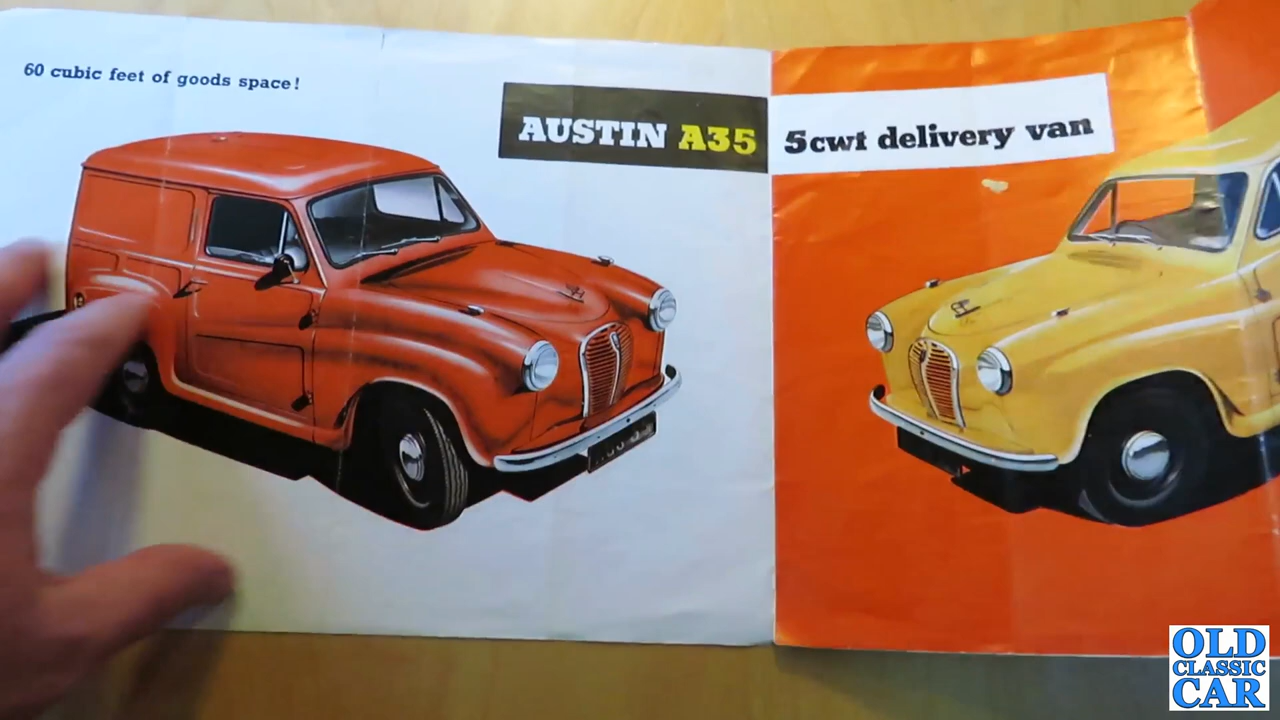 60 cubic feet of goods space!
AUSTIN A35
5cwt delivery van
OLD
CLASSIC
CAR